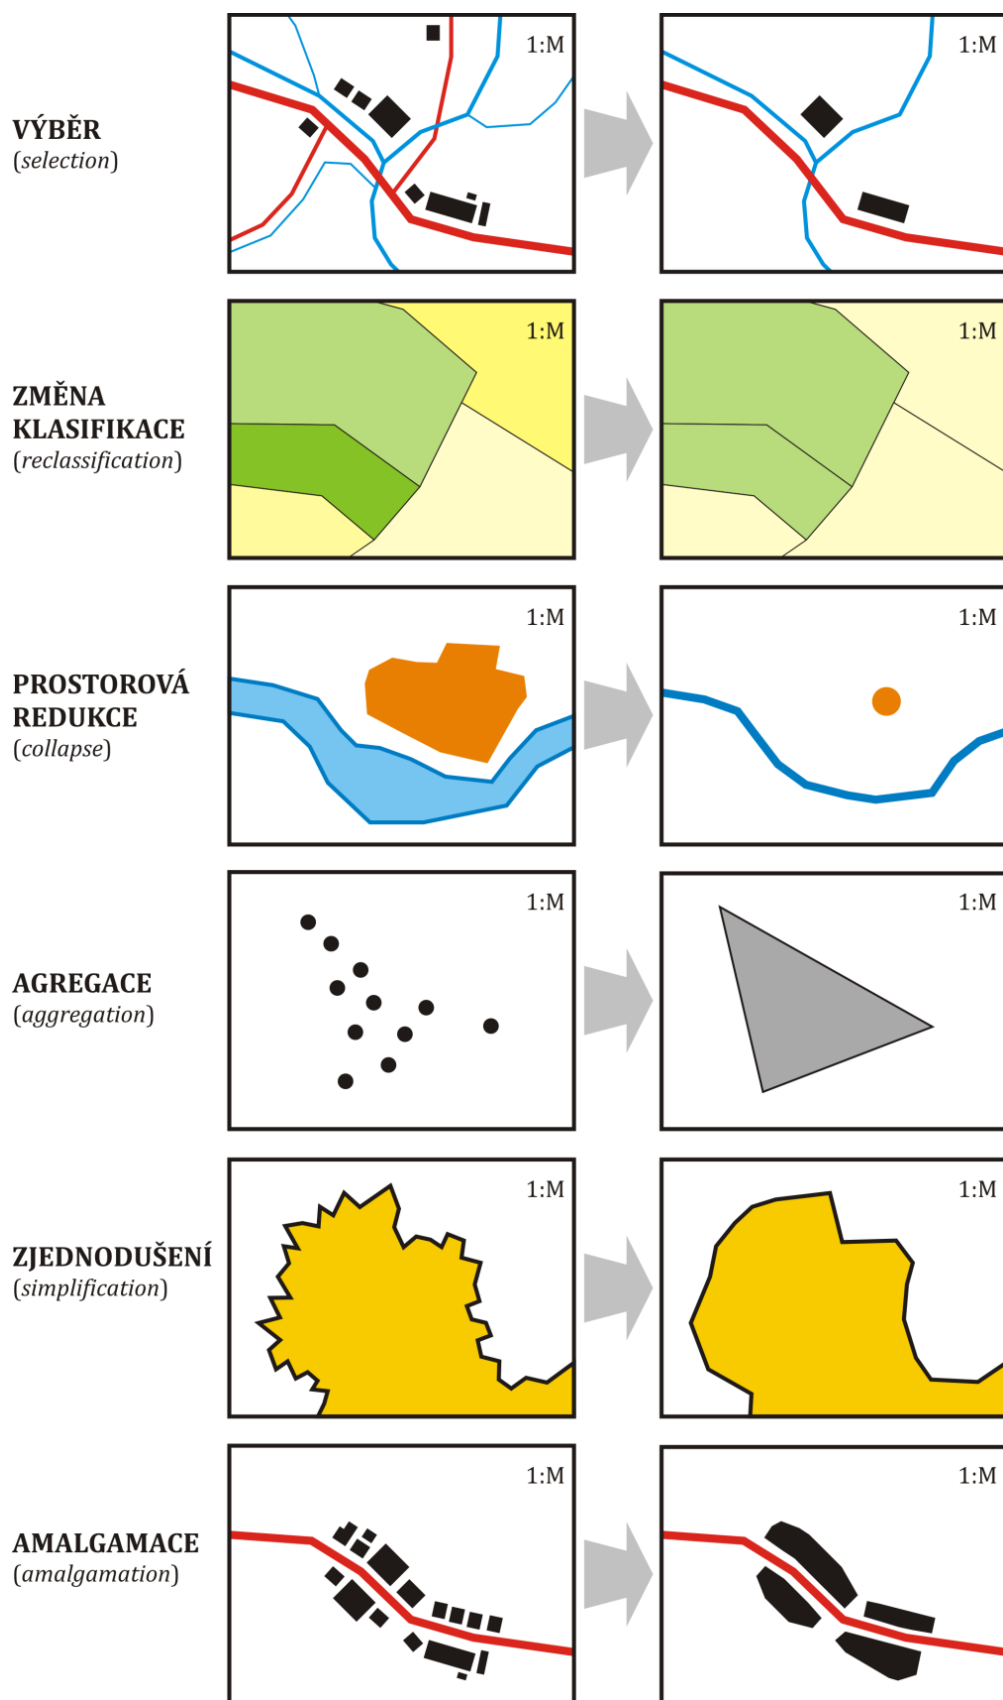 VÝBĚR
(selection)
1:M
1:M
ZMĚNA
KLASIFIKACE
(reclassification)
1:M
1:M
PROSTOROVÁ
REDUKCE
(collapse)
1:M
1:M
AGREGACE
(aggregation)
1:M
1:M
ZJEDNODUŠENÍ
(simplification)
1:M
1:M
AMALGAMACE
(amalgamation)
1:M
1:M